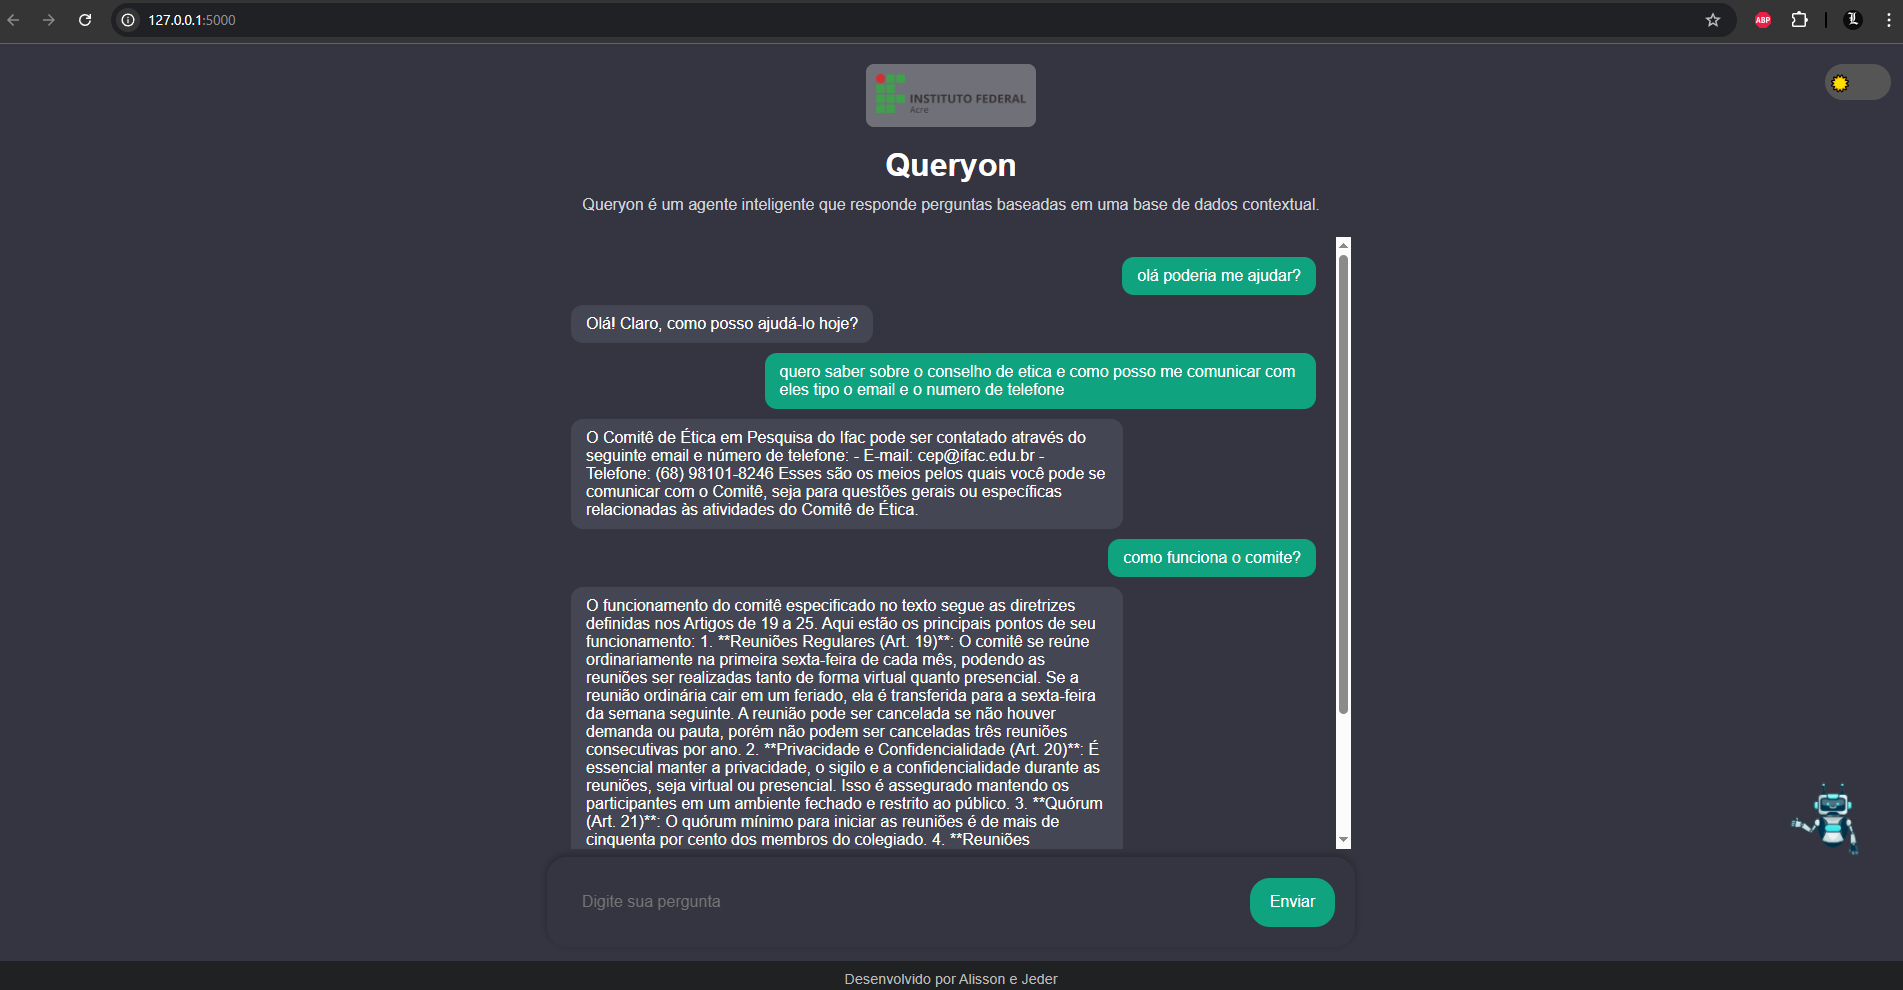 127.0.0.1:5000
ABP
L
INSTITUTO FEDERAL
Acre
Queryon
Queryon é um agente inteligente que responde perguntas baseadas em uma base de dados contextual.
olá poderia me ajudar?
Olá! Claro, como posso ajudá-lo hoje?
quero saber sobre o conselho de etica e como posso me comunicar com
eles tipo o email e o numero de telefone
O Comitê de Ética em Pesquisa do Ifac pode ser contatado através do
seguinte email e número de telefone: - E-mail: cep@ifac.edu.br -
Telefone: (68) 98101-8246 Esses são os meios pelos quais você pode se
comunicar com o Comitê, seja para questões gerais ou específicas
relacionadas às atividades do Comitê de Ética.
como funciona o comite?
O funcionamento do comitê especificado no texto segue as diretrizes
definidas nos Artigos de 19 a 25. Aqui estão os principais pontos de seu
funcionamento: 1. **Reuniões Regulares (Art. 19)**: O comitê se reúne
ordinariamente na primeira sexta-feira de cada mês, podendo as
reuniões ser realizadas tanto de forma virtual quanto presencial. Se a
reunião ordinária cair em um feriado, ela é transferida para a sexta-feira
da semana seguinte. A reunião pode ser cancelada se não houver
demanda ou pauta, porém não podem ser canceladas três reuniões
consecutivas por ano. 2. **Privacidade e Confidencialidade (Art. 20)**: É
essencial manter a privacidade, o sigilo e a confidencialidade durante as
reuniões, seja virtual ou presencial. Isso é assegurado mantendo os
participantes em um ambiente fechado e restrito ao público. 3. **Quórum
(Art. 21)**: O quórum mínimo para iniciar as reuniões é de mais de
cinquenta por cento dos membros do colegiado. 4. **Reuniões
Digite sua pergunta
Enviar
Desenvolvido por Alisson e Jeder